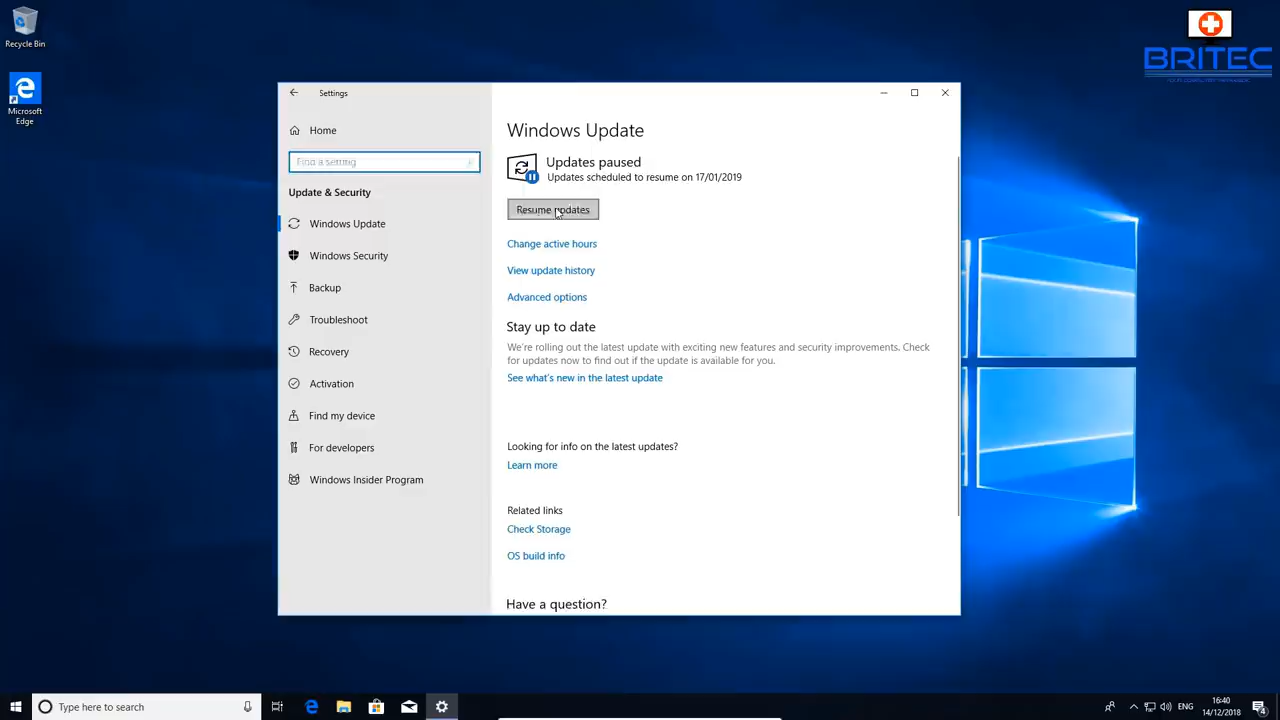 Recycle Bin
Microsoft
Edge
BRITEC
Settings
Home
Find a setting
Update & Security
Windows Update
Windows Security
Backup
Troubleshoot
Recovery
Activation
Find my device
For developers
Windows Insider Program
Windows Update
Updates paused
Updates scheduled to resume on 17/01/2019
Resume updates
Change active hours
View update history
Advanced options
Stay up to date
We're rolling out the latest update with exciting new features and security improvements. Check
for updates now to find out if the update is available for you.
See what's new in the latest update
Looking for info on the latest updates?
Learn more
Related links
Check Storage
OS build info
Have a question?
Type here to search
ENG
16:40
14/12/2018
4